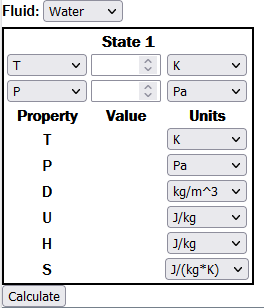 Fluid: Water
State 1
T K
P Pa
Property Value Units
T K
P Pa
D kg/m^3
U J/kg
H J/kg
S J/(kg*K)
Calculate